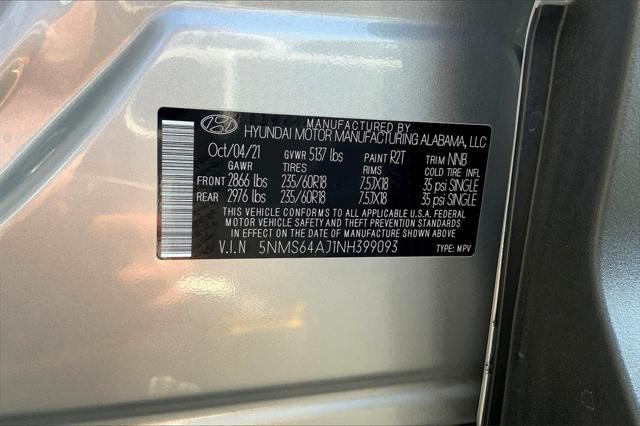 MANUFACTURED BY
HYUNDAI MOTOR MANUFACTURING ALABAMA, LLC
Oct/04/21 GVWR 5137 lbs PAINT R2T TRIM NNB
GAWR TIRES RIMS COLD TIRE INFL
FRONT 2866 lbs 235/60R18 7.5JX18 35 psi SINGLE
REAR 2976 lbs 235/60R18 7.5JX18 35 psi SINGLE
THIS VEHICLE CONFORMS TO ALL APPLICABLE U.S.A. FEDERAL
MOTOR VEHICLE SAFETY AND THEFT PREVENTION STANDARDS
IN EFFECT ON THE DATE OF MANUFACTURE SHOWN ABOVE
V.I.N 5NMS64AJ1NH399093 TYPE: MPV